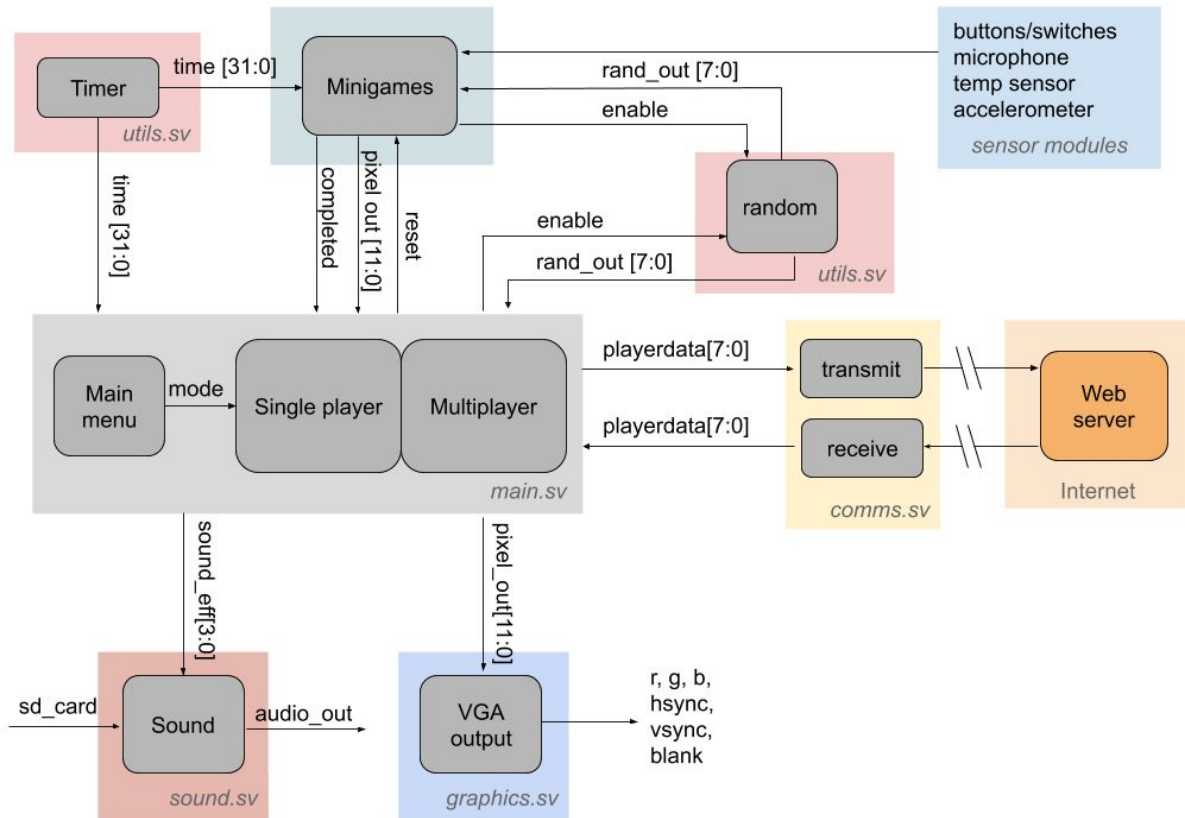 Timer
utils.sv
time [31:0]
Minigames
rand_out [7:0]
enable
buttons/switches
microphone
temp sensor
accelerometer
sensor modules
time [31:0]
completed
pixel out [11:0]
reset
random
utils.sv
enable
rand_out [7:0]
Main
menu
mode
Single player
Multiplayer
main.sv
playerdata[7:0]
playerdata[7:0]
transmit
receive
comms.sv
Web
server
Internet
sound_eff[3:0]
pixel_out[11:0]
sd_card
Sound
audio_out
sound.sv
VGA
output
graphics.sv
r, g, b,
hsync,
vsync,
blank